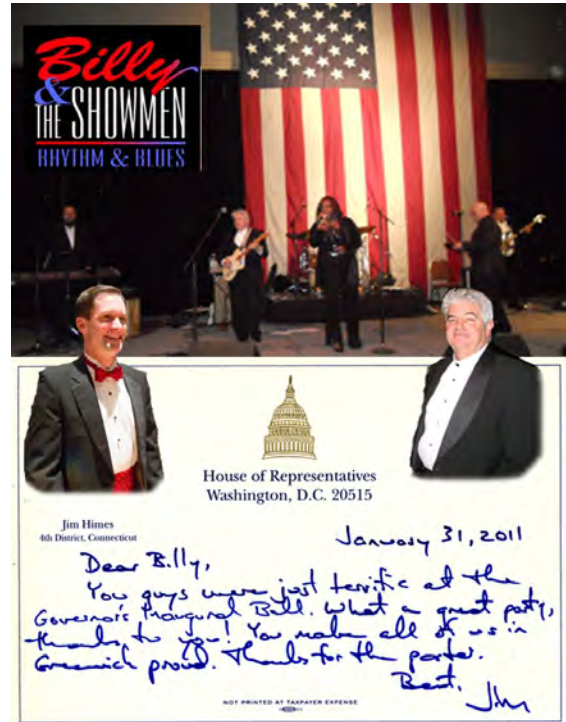 Billy
&
THE SHOWMEN
RHYTHM & BLUES
House of Representatives
Washington, D.C. 20515
Jim Himes
4th District, Connecticut
January 31, 2011
Dear Billy,
You guys were just terrific at the
Governor's Inaugural Ball. What a great party,
thanks to you! You make all of us in
Greenwich proud. Thanks for the
Best,
Jim
NOT PRINTED AT TAXPAYER EXPENSE